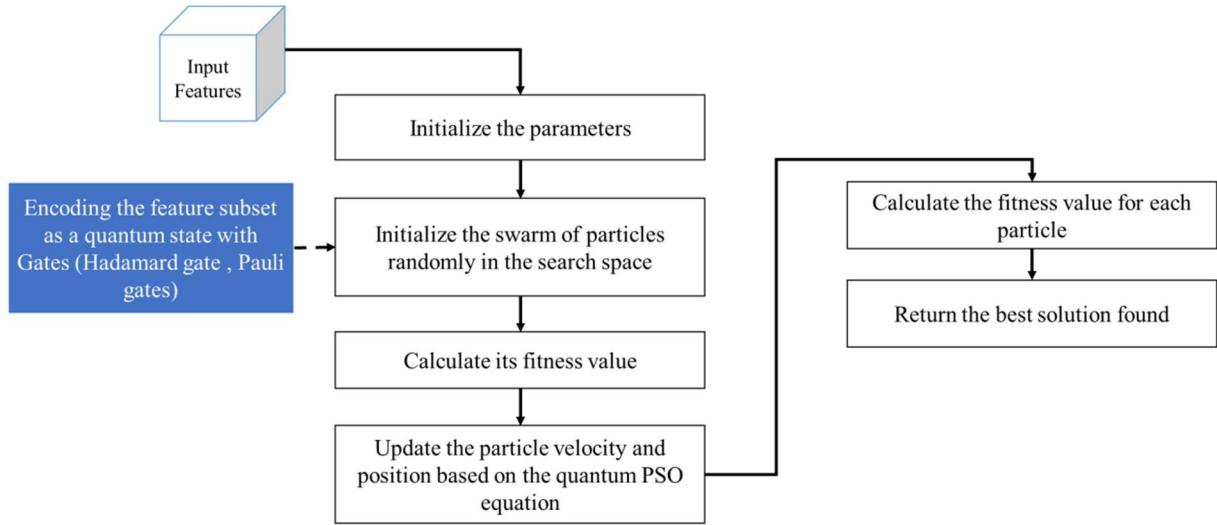 Input
Features
Initialize the parameters
Encoding the feature subset
as a quantum state with
Gates (Hadamard gate , Pauli
gates)
Initialize the swarm of particles
randomly in the search space
Calculate its fitness value
Update the particle velocity and
position based on the quantum PSO
equation
Calculate the fitness value for each
particle
Return the best solution found